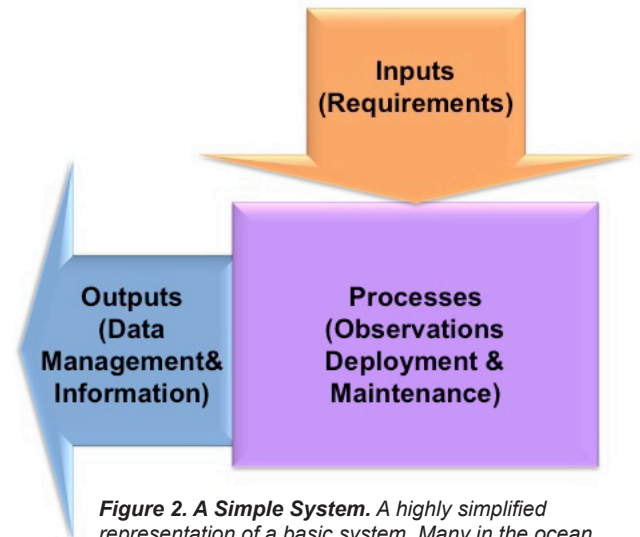 Inputs
(Requirements)
Outputs
(Data
Management&
Information)
Processes
(Observations
Deployment &
Maintenance)
Figure 2. A Simple System. A highly simplified
representation of a basic system. Many in the ocean